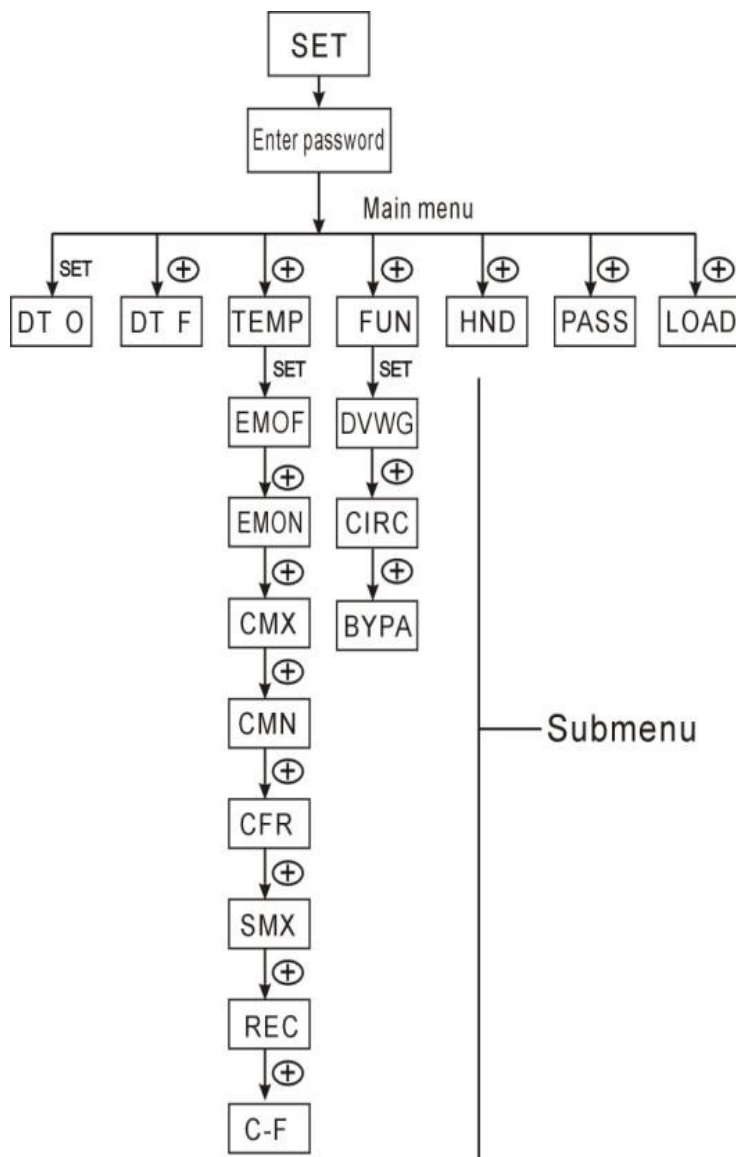 SET
Enter password
Main menu
SET + + + + + +
DT O DT F TEMP FUN HND PASS LOAD
SET SET
EMOF DVWG
+ +
EMON CIRC
+ +
CMX BYPA
+
CMN
Submenu
+
CFR
+
SMX
+
REC
+
C-F